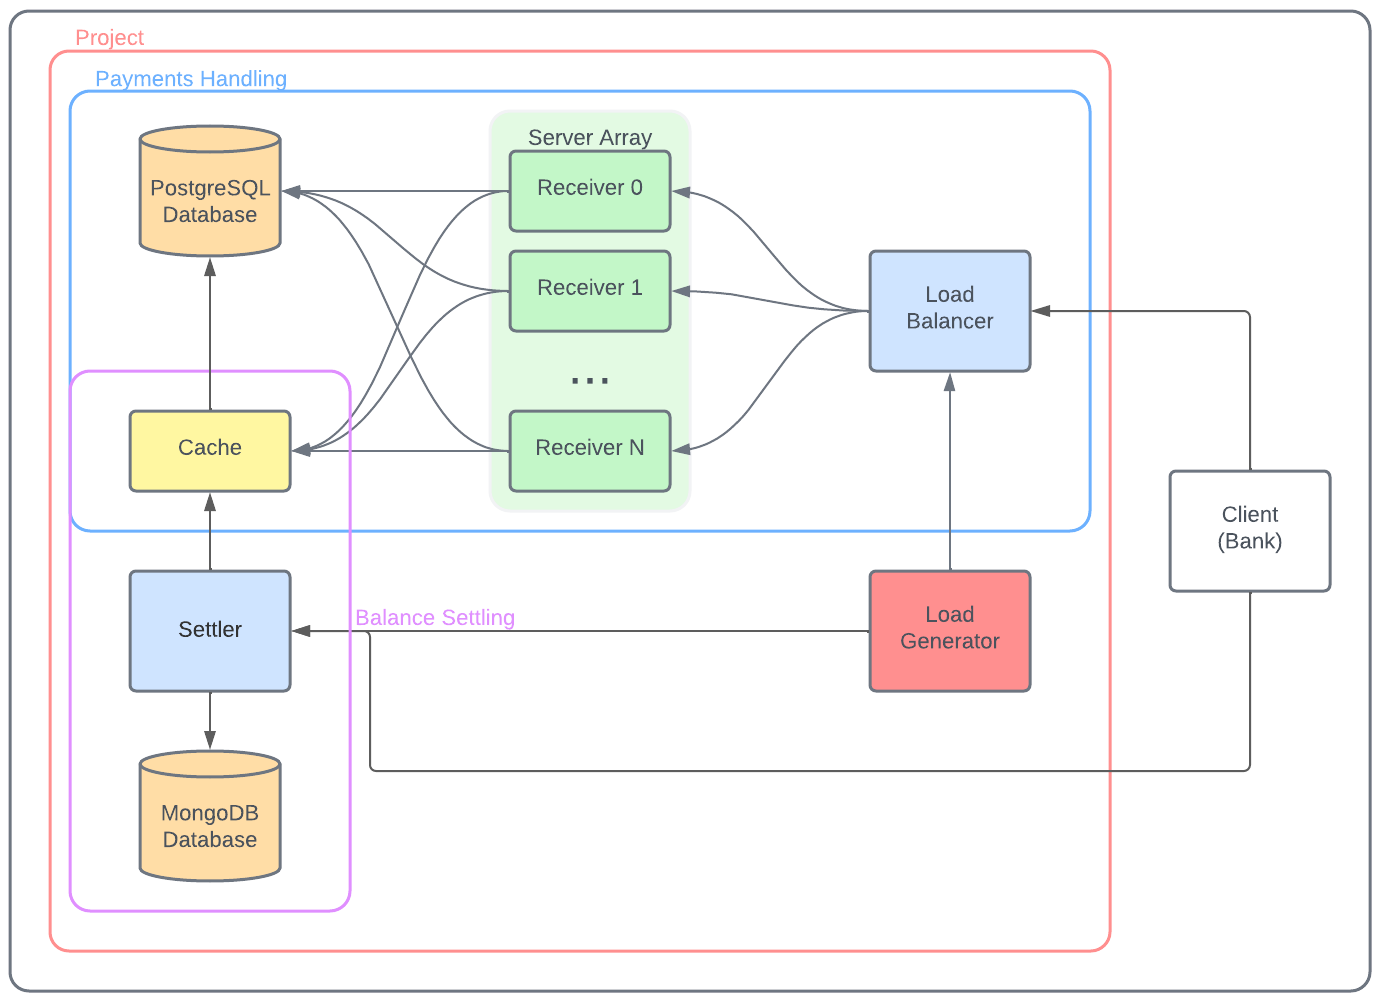 Project
Payments Handling
Server Array
PostgreSQL
Database
Receiver 0
Receiver 1
...
Receiver N
Load
Balancer
Cache
Client
(Bank)
Settler
Balance Settling
Load
Generator
MongoDB
Database